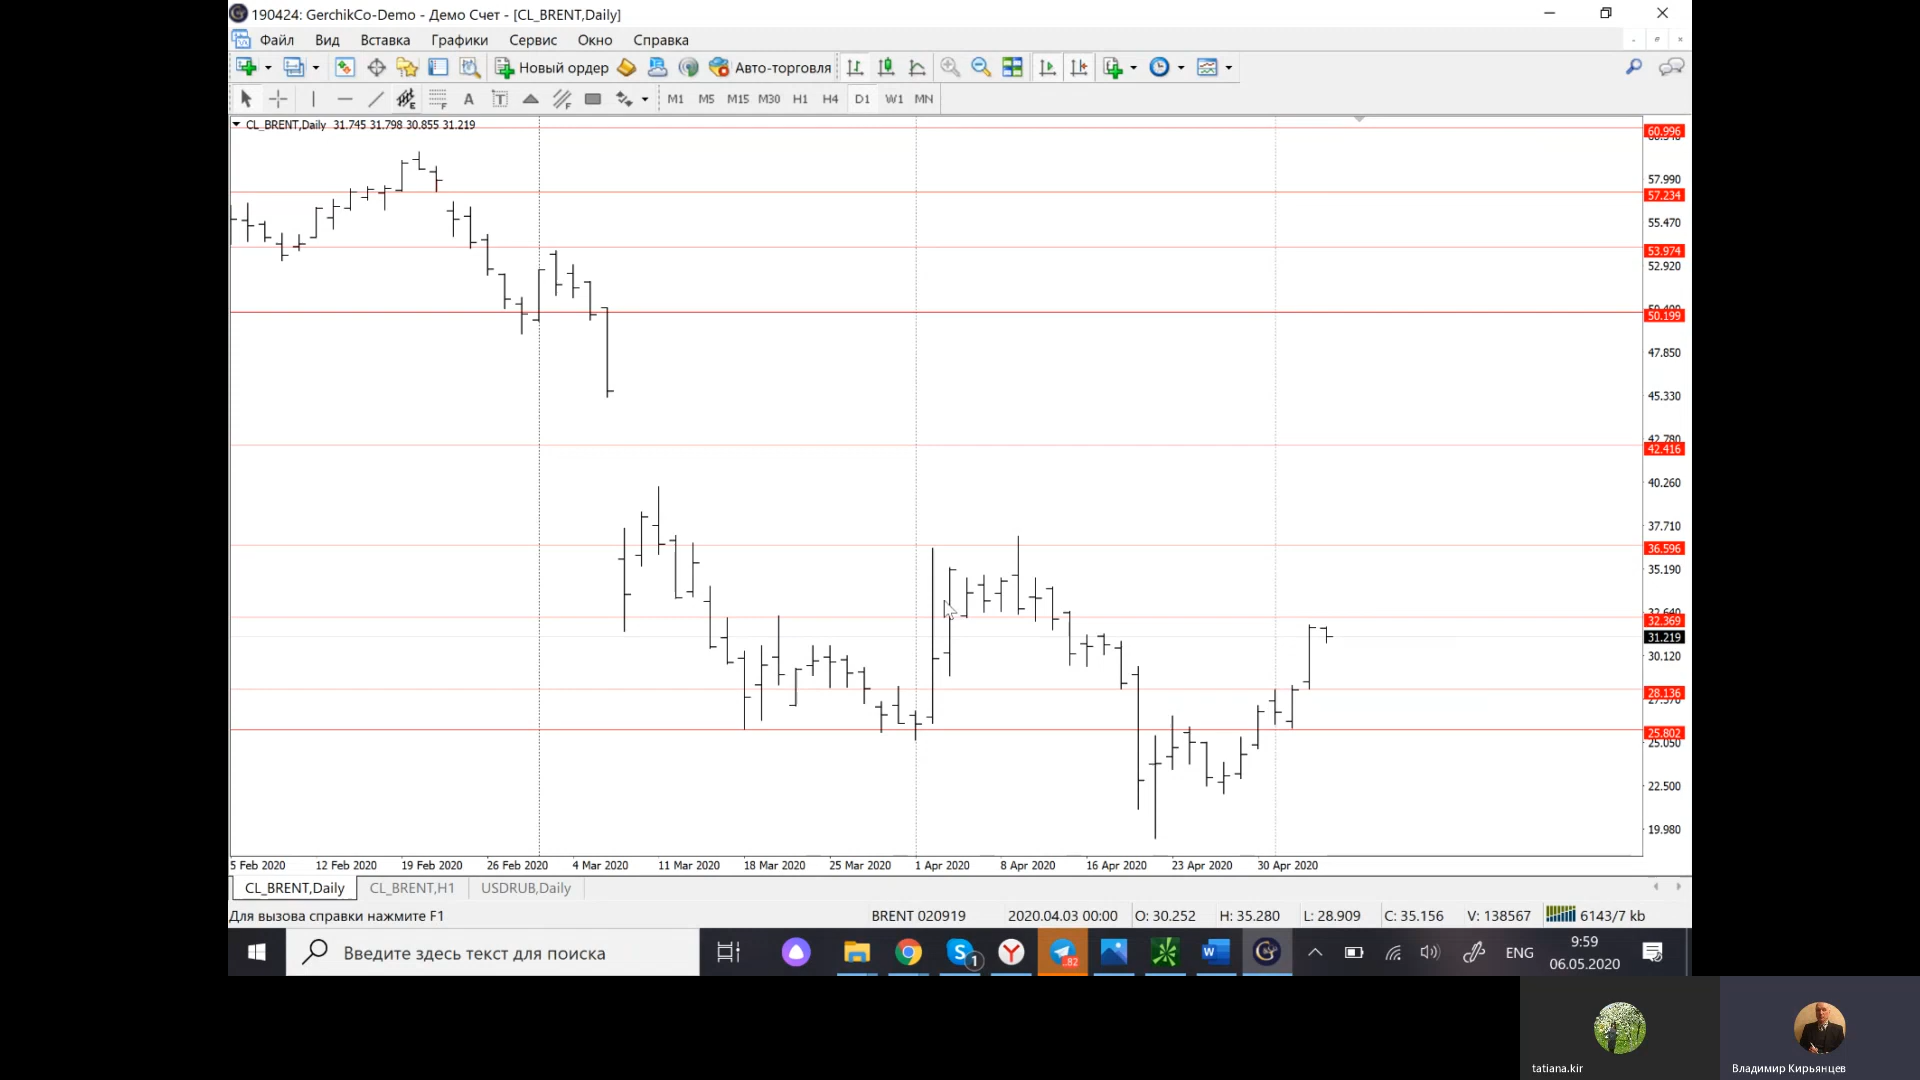 190424: GerchikCo-Demo - Демо Счет - [CL_BRENT,Daily]
Файл Вид Вставка Графики Сервис Окно Справка
Новый ордер Авто-торговля
A T M1 M5 M15 M30 H1 H4 D1 W1 MN
CL_BRENT,Daily 31.745 31.798 30.855 31.219
60.996
57.990
57.234
55.470
53.974
52.920
50.199
47.850
45.330
42.780
42.416
40.260
37.710
36.596
35.190
32.640
32.369
31.219
30.120
28.136
25.802
25.050
22.500
19.980
5 Feb 2020 12 Feb 2020 19 Feb 2020 26 Feb 2020 4 Mar 2020 11 Mar 2020 18 Mar 2020 25 Mar 2020 1 Apr 2020 8 Apr 2020 16 Apr 2020 23 Apr 2020 30 Apr 2020
CL_BRENT,Daily CL_BRENT,H1 USDRUB,Daily
Для вызова справки нажмите F1 BRENT 020919 2020.04.03 00:00 O: 30.252 H: 35.280 L: 28.909 C: 35.156 V: 138567 6143/7 kb
Введите здесь текст для поиска 1 82 ENG 9:59
06.05.2020
tatiana.kir Владимир Кирьянцев